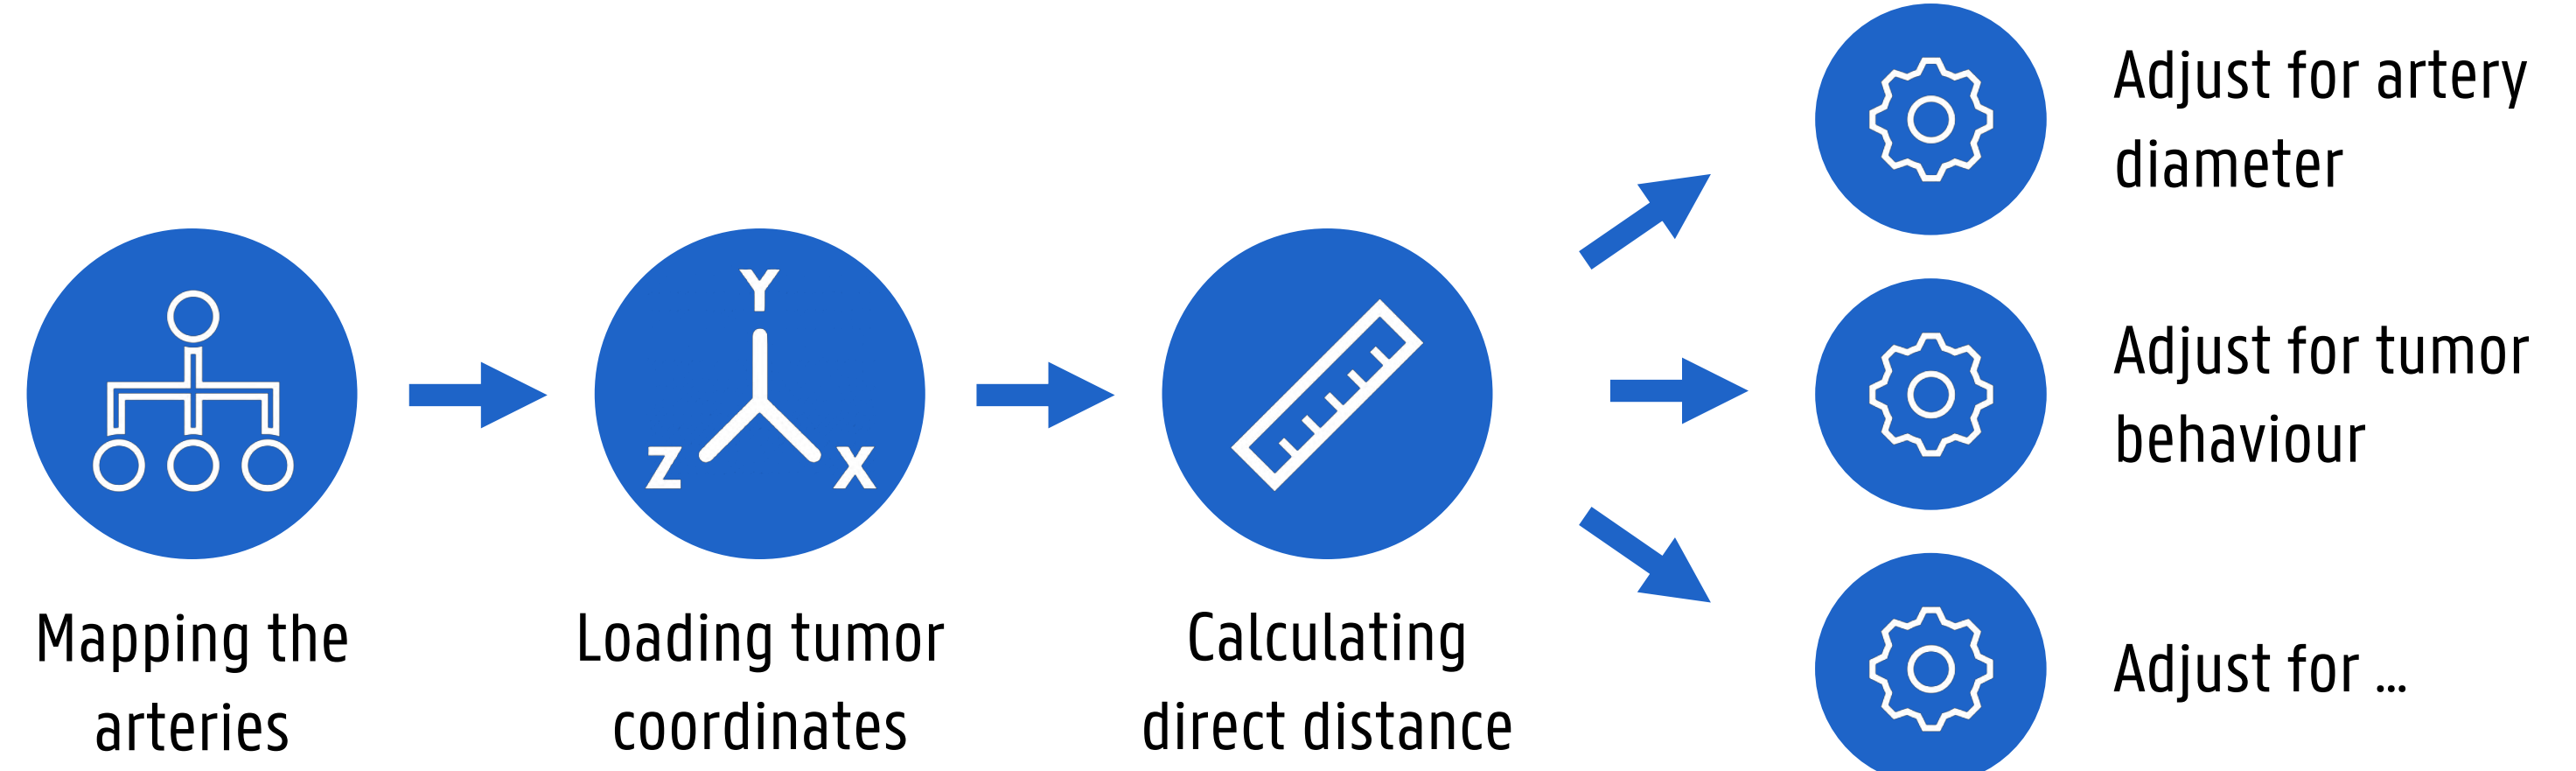 Mapping the
arteries
Y
Z
X
Loading tumor
coordinates
Calculating
direct distance
Adjust for artery
diameter
Adjust for tumor
behaviour
Adjust for ...